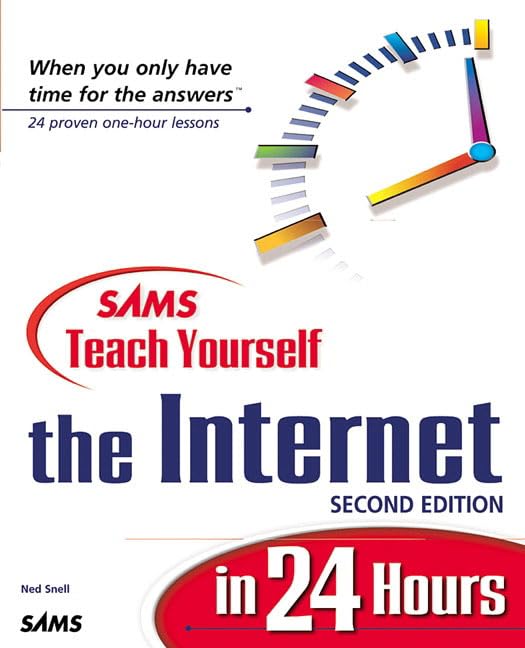 When you only have
time for the answers™
24 proven one-hour lessons
SAMS
Teach Yourself
the Internet
SECOND EDITION
in 24 Hours
Ned Snell
SAMS